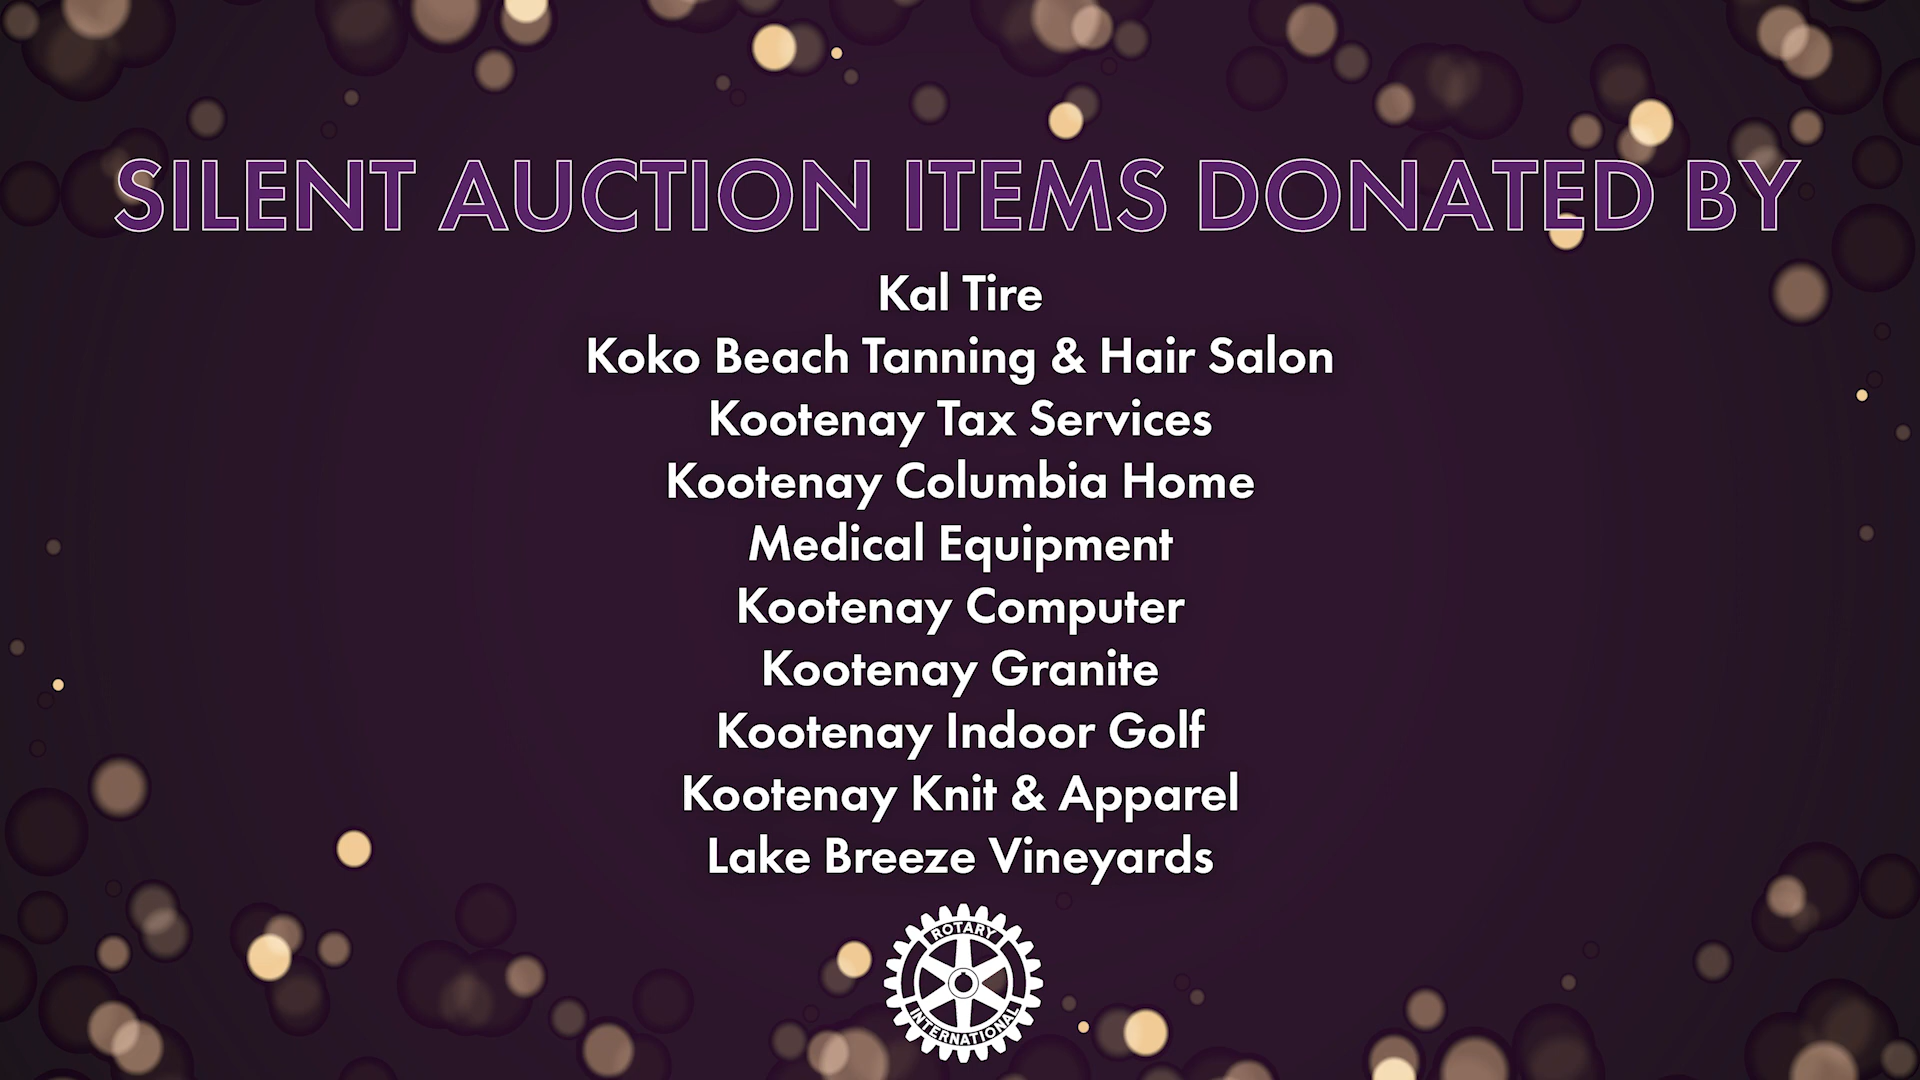 SILENT AUCTION ITEMS DONATED BY
Kal Tire
Koko Beach Tanning & Hair Salon
Kootenay Tax Services
Kootenay Columbia Home
Medical Equipment
Kootenay Computer
Kootenay Granite
Kootenay Indoor Golf
Kootenay Knit & Apparel
Lake Breeze Vineyards
ROTARY
INTERNATIONAL